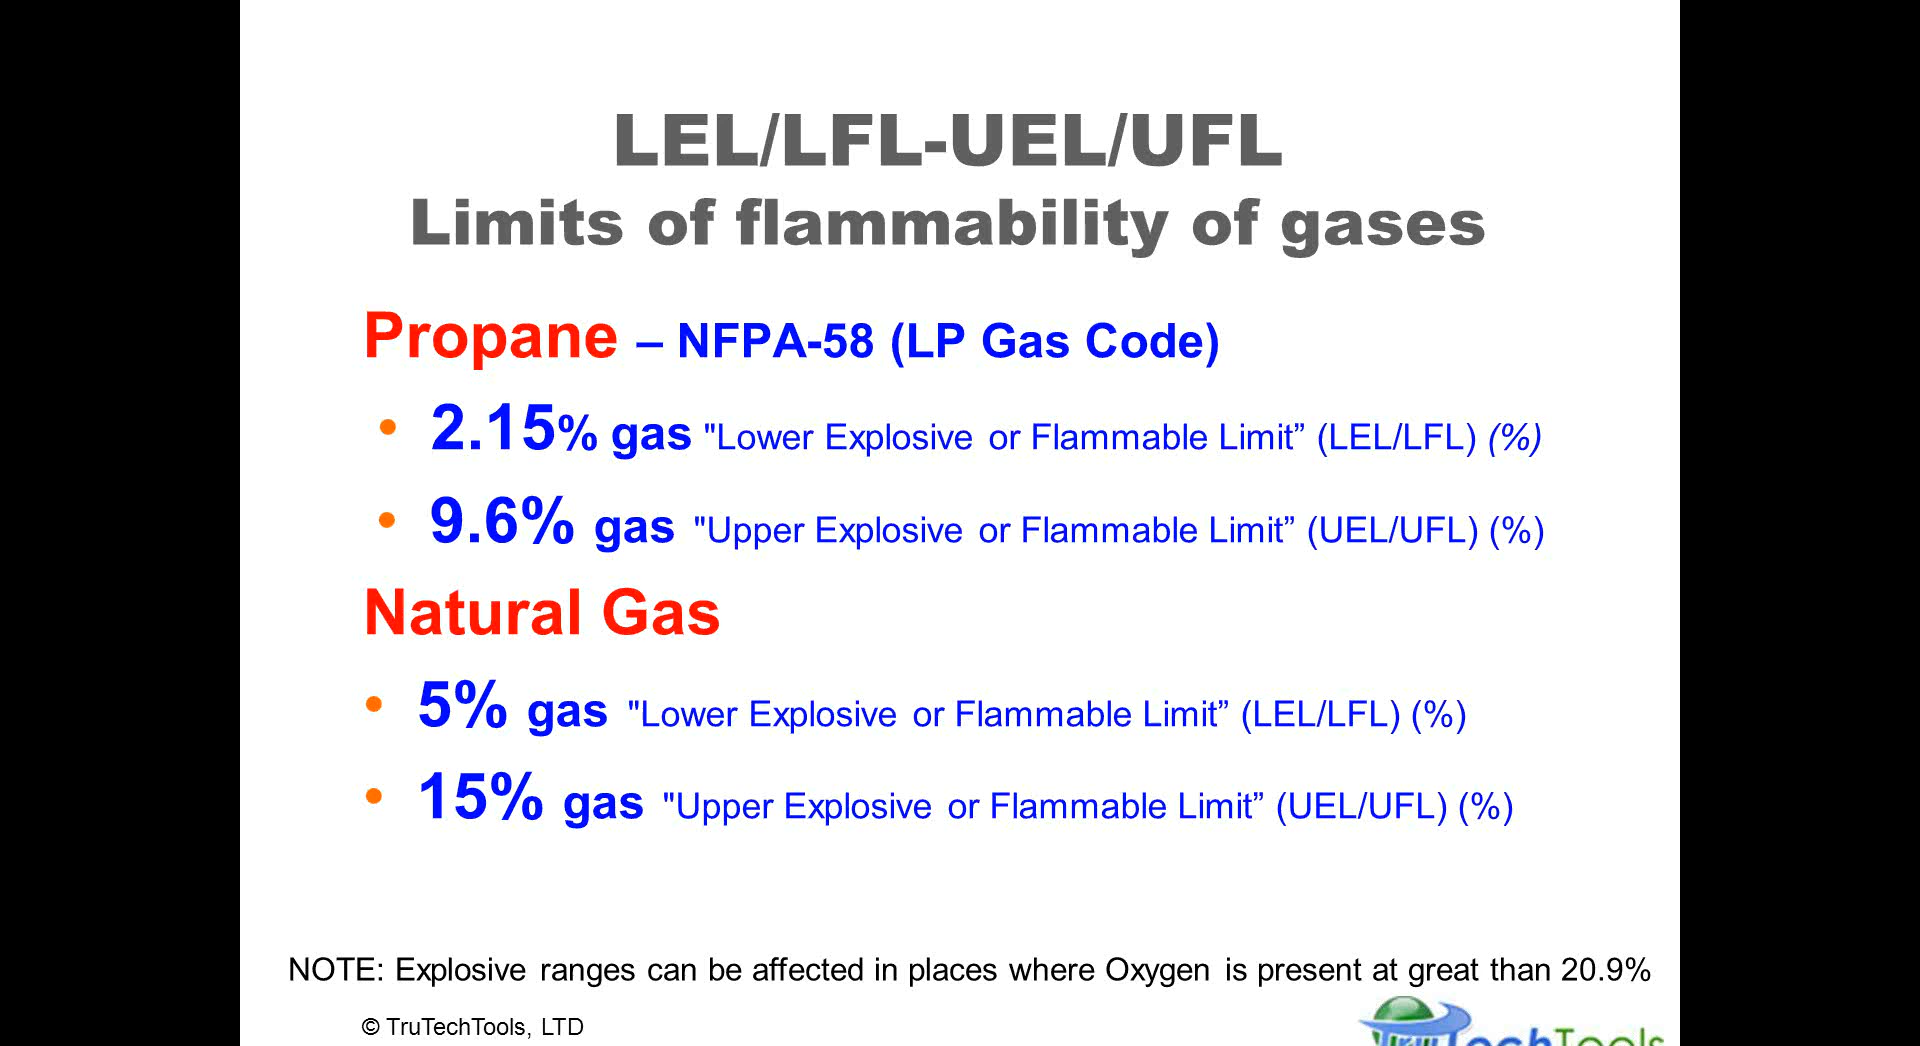 LEL/LFL-UEL/UFL
Limits of flammability of gases
Propane – NFPA-58 (LP Gas Code)
• 2.15% gas "Lower Explosive or Flammable Limit” (LEL/LFL) (%)
• 9.6% gas "Upper Explosive or Flammable Limit” (UEL/UFL) (%)
Natural Gas
• 5% gas "Lower Explosive or Flammable Limit” (LEL/LFL) (%)
• 15% gas "Upper Explosive or Flammable Limit” (UEL/UFL) (%)
NOTE: Explosive ranges can be affected in places where Oxygen is present at great than 20.9%
© TruTechTools, LTD
TechTools